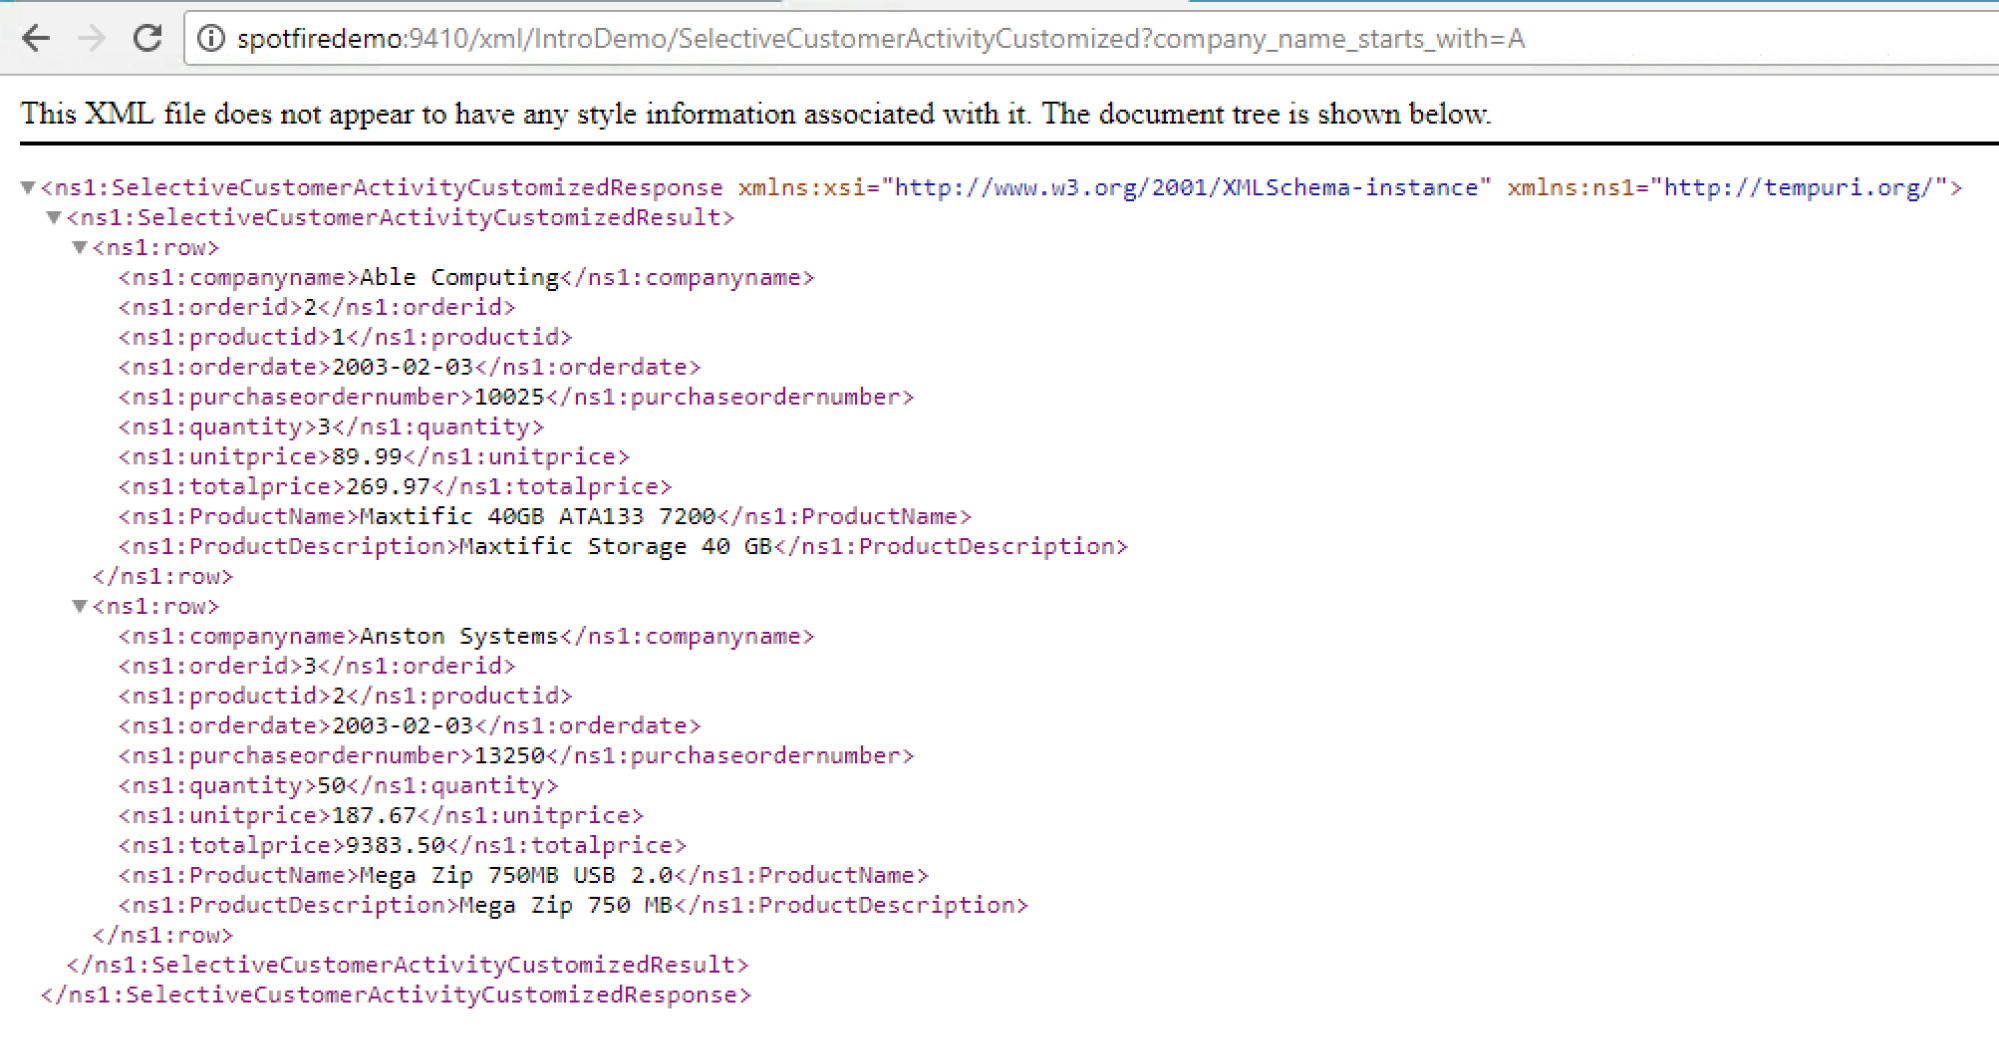 spotfiredemo:9410/xml/IntroDemo/SelectiveCustomerActivityCustomized?company_name_starts_with=A
This XML file does not appear to have any style information associated with it. The document tree is shown below.
<ns1:SelectiveCustomerActivityCustomizedResponse xmlns:xsi="http://www.w3.org/2001/XMLSchema-instance" xmlns:ns1="http://tempuri.org/">
<ns1:SelectiveCustomerActivityCustomizedResult>
<ns1:row>
<ns1:companyname>Able Computing</ns1:companyname>
<ns1:orderid>2</ns1:orderid>
<ns1:productid>1</ns1:productid>
<ns1:orderdate>2003-02-03</ns1:orderdate>
<ns1:purchaseordernumber>10025</ns1:purchaseordernumber>
<ns1:quantity>3</ns1:quantity>
<ns1:unitprice>89.99</ns1:unitprice>
<ns1:totalprice>269.97</ns1:totalprice>
<ns1:ProductName>Maxtific 40GB ATA133 7200</ns1:ProductName>
<ns1:ProductDescription>Maxtific Storage 40 GB</ns1:ProductDescription>
</ns1:row>
<ns1:row>
<ns1:companyname>Anston Systems</ns1:companyname>
<ns1:orderid>3</ns1:orderid>
<ns1:productid>2</ns1:productid>
<ns1:orderdate>2003-02-03</ns1:orderdate>
<ns1:purchaseordernumber>13250</ns1:purchaseordernumber>
<ns1:quantity>50</ns1:quantity>
<ns1:unitprice>187.67</ns1:unitprice>
<ns1:totalprice>9383.50</ns1:totalprice>
<ns1:ProductName>Mega Zip 750MB USB 2.0</ns1:ProductName>
<ns1:ProductDescription>Mega Zip 750 MB</ns1:ProductDescription>
</ns1:row>
</ns1:SelectiveCustomerActivityCustomizedResult>
</ns1:SelectiveCustomerActivityCustomizedResponse>